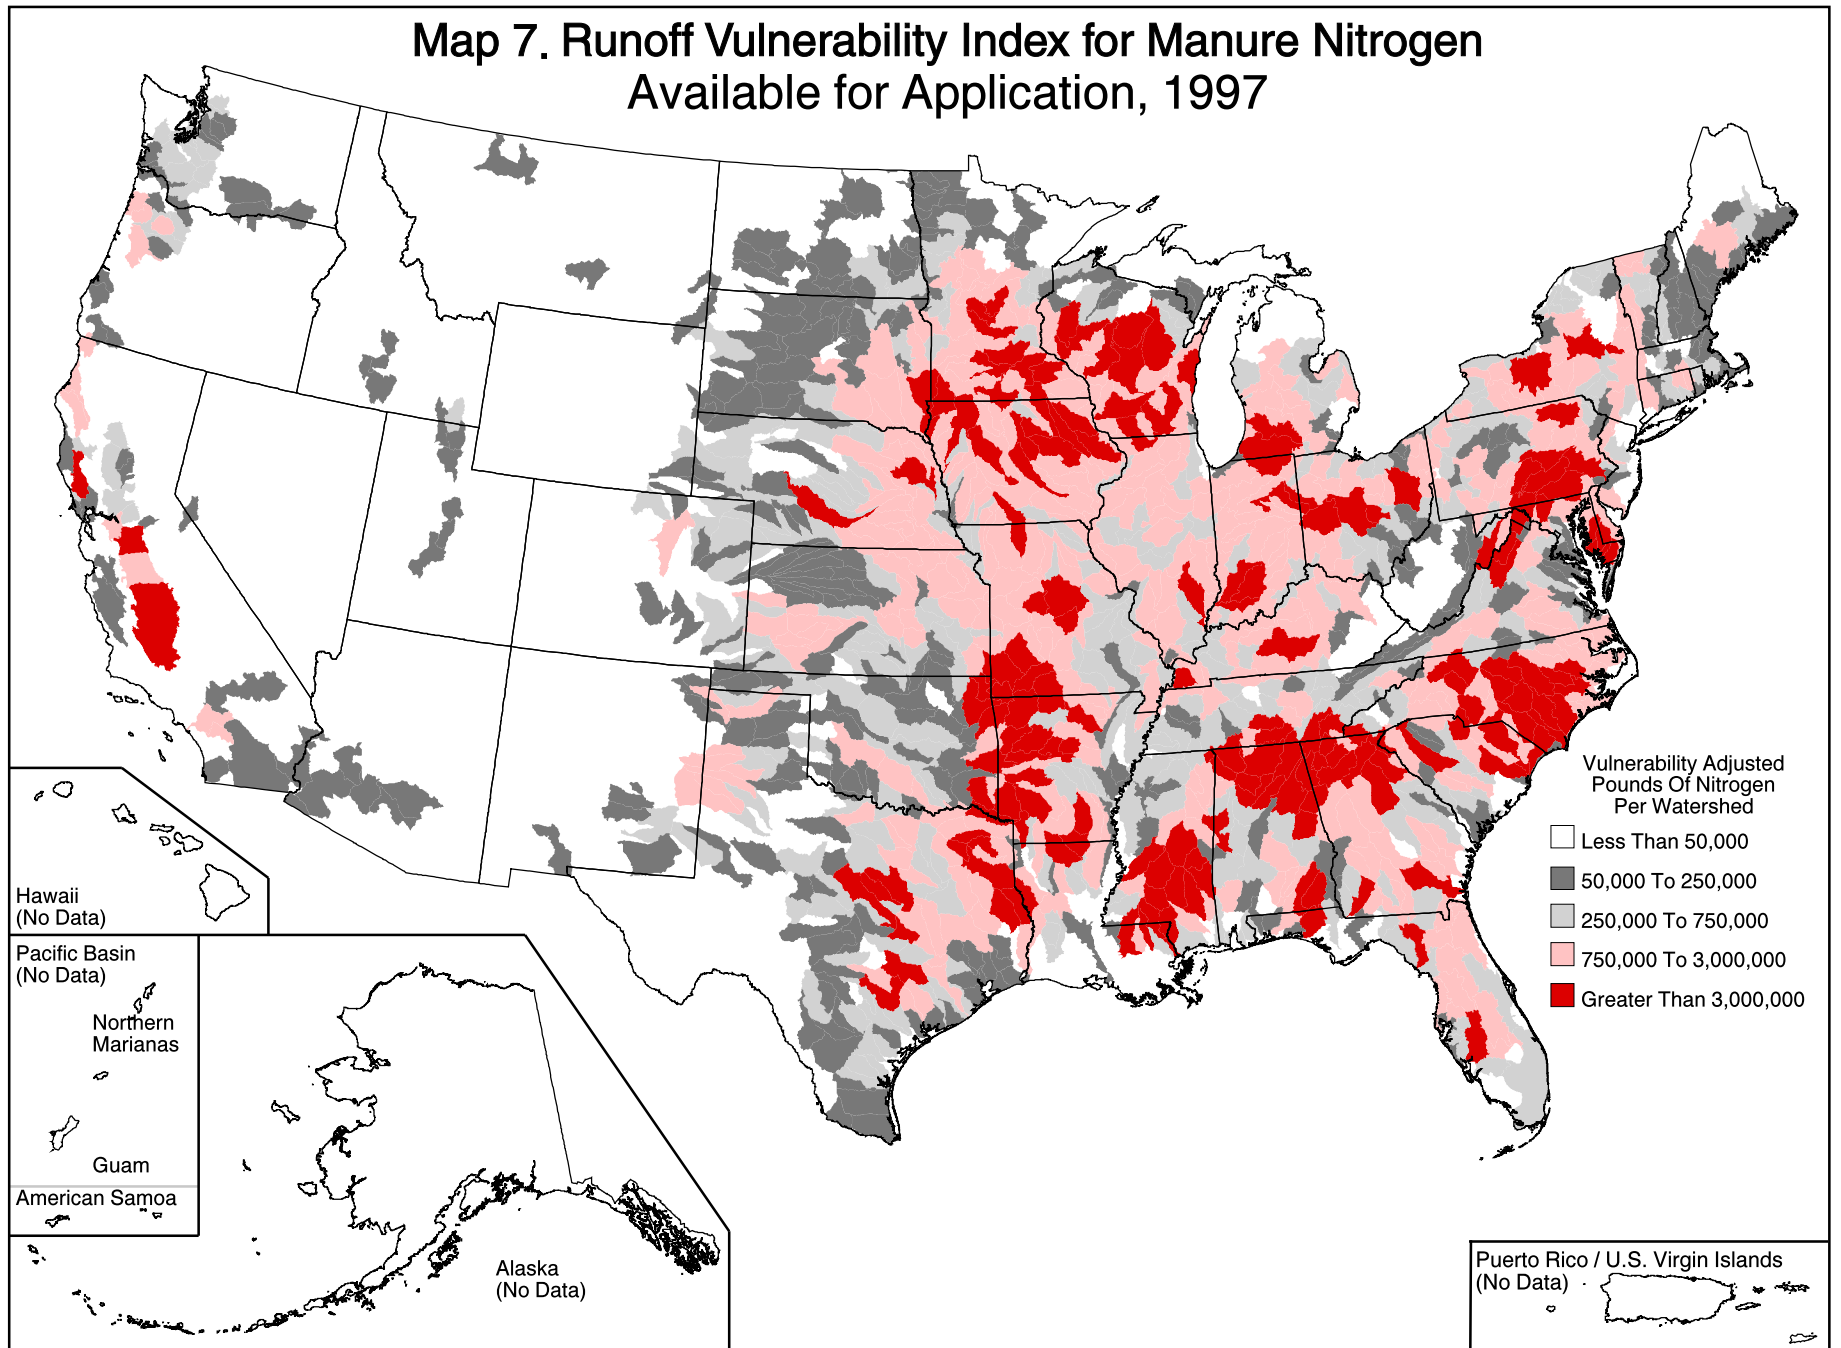 Map 7. Runoff Vulnerability Index for Manure Nitrogen
Available for Application, 1997
Vulnerability Adjusted
Pounds Of Nitrogen
Per Watershed
Less Than 50,000
50,000 To 250,000
250,000 To 750,000
750,000 To 3,000,000
Greater Than 3,000,000
Hawaii
(No Data)
Pacific Basin
(No Data)
Northern
Marianas
Guam
American Samoa
Alaska
(No Data)
Puerto Rico / U.S. Virgin Islands
(No Data)